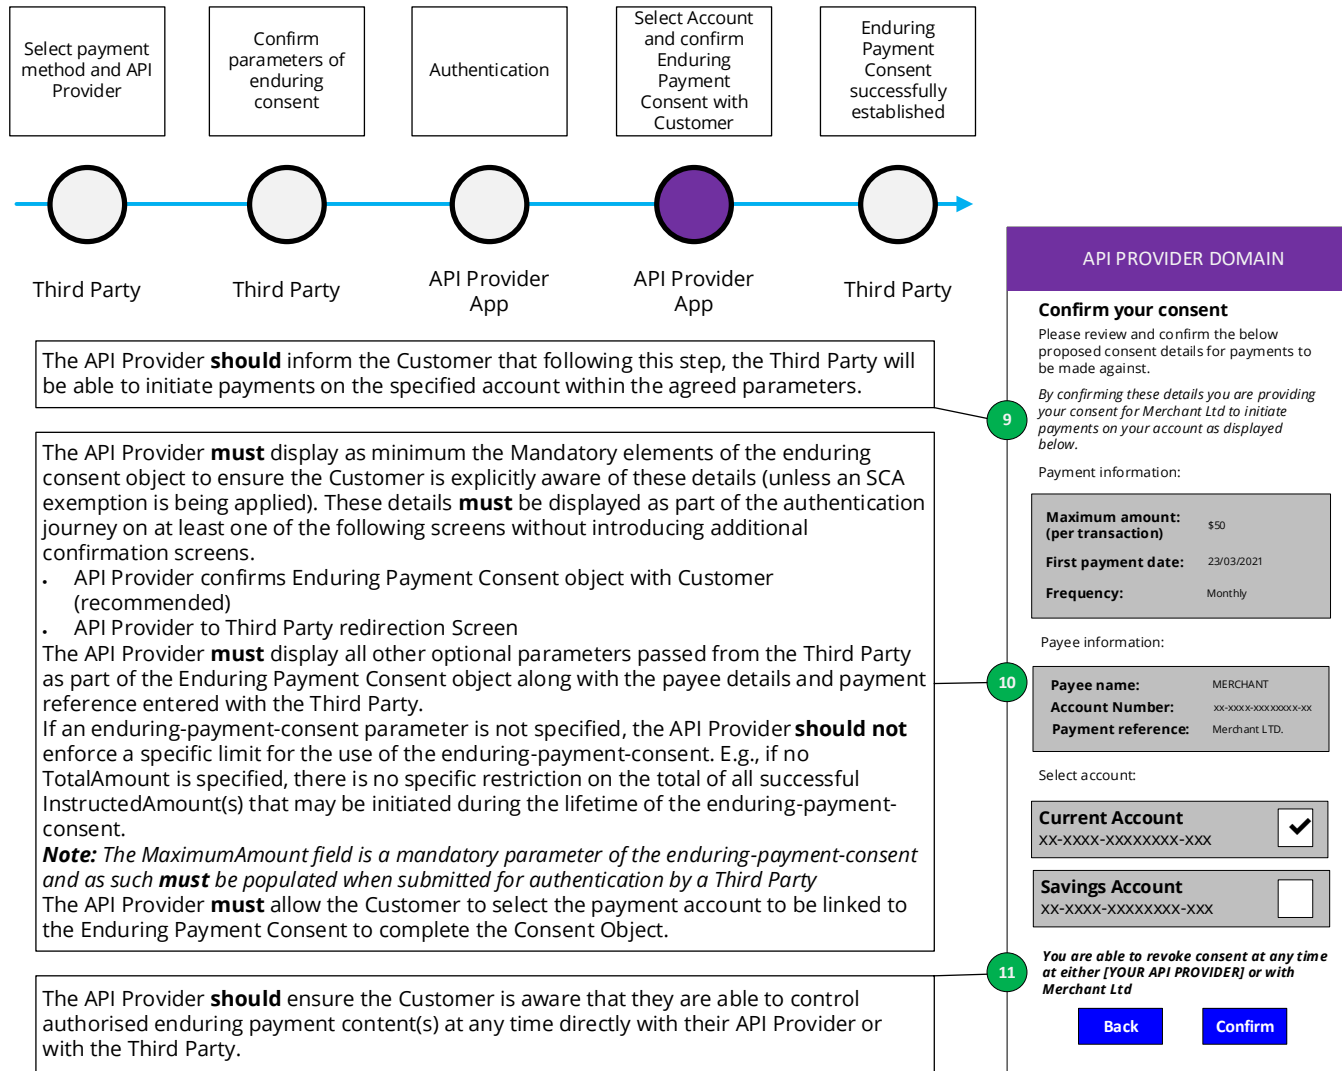 Select payment
method and API
Provider
Confirm
parameters of
enduring
consent
Authentication
Select Account
and confirm
Enduring
Payment
Consent with
Customer
Enduring
Payment
Consent
successfully
established
Third Party
Third Party
API Provider
App
API Provider
App
Third Party
The API Provider should inform the Customer that following this step, the Third Party will
be able to initiate payments on the specified account within the agreed parameters.
The API Provider must display as minimum the Mandatory elements of the enduring
consent object to ensure the Customer is explicitly aware of these details (unless an SCA
exemption is being applied). These details must be displayed as part of the authentication
journey on at least one of the following screens without introducing additional
confirmation screens.
• API Provider confirms Enduring Payment Consent object with Customer
(recommended)
• API Provider to Third Party redirection Screen
The API Provider must display all other optional parameters passed from the Third Party
as part of the Enduring Payment Consent object along with the payee details and payment
reference entered with the Third Party.
If an enduring-payment-consent parameter is not specified, the API Provider should not
enforce a specific limit for the use of the enduring-payment-consent. E.g., if no
TotalAmount is specified, there is no specific restriction on the total of all successful
InstructedAmount(s) that may be initiated during the lifetime of the enduring-payment-
consent.
Note: The MaximumAmount field is a mandatory parameter of the enduring-payment-consent
and as such must be populated when submitted for authentication by a Third Party
The API Provider must allow the Customer to select the payment account to be linked to
the Enduring Payment Consent to complete the Consent Object.
The API Provider should ensure the Customer is aware that they are able to control
authorised enduring payment content(s) at any time directly with their API Provider or
with the Third Party.
9
10
11
API PROVIDER DOMAIN
Confirm your consent
Please review and confirm the below
proposed consent details for payments to
be made against.
By confirming these details you are providing
your consent for Merchant Ltd to initiate
payments on your account as displayed
below.
Payment information:
Maximum amount:
(per transaction) $50
First payment date: 23/03/2021
Frequency: Monthly
Payee information:
Payee name: MERCHANT
Account Number: xx-xxxx-xxxxxxxx-xx
Payment reference: Merchant LTD.
Select account:
Current Account
xx-xxxx-xxxxxxxx-xxx
Savings Account
xx-xxxx-xxxxxxxx-xxx
You are able to revoke consent at any time
at either [YOUR API PROVIDER] or with
Merchant Ltd
Back Confirm